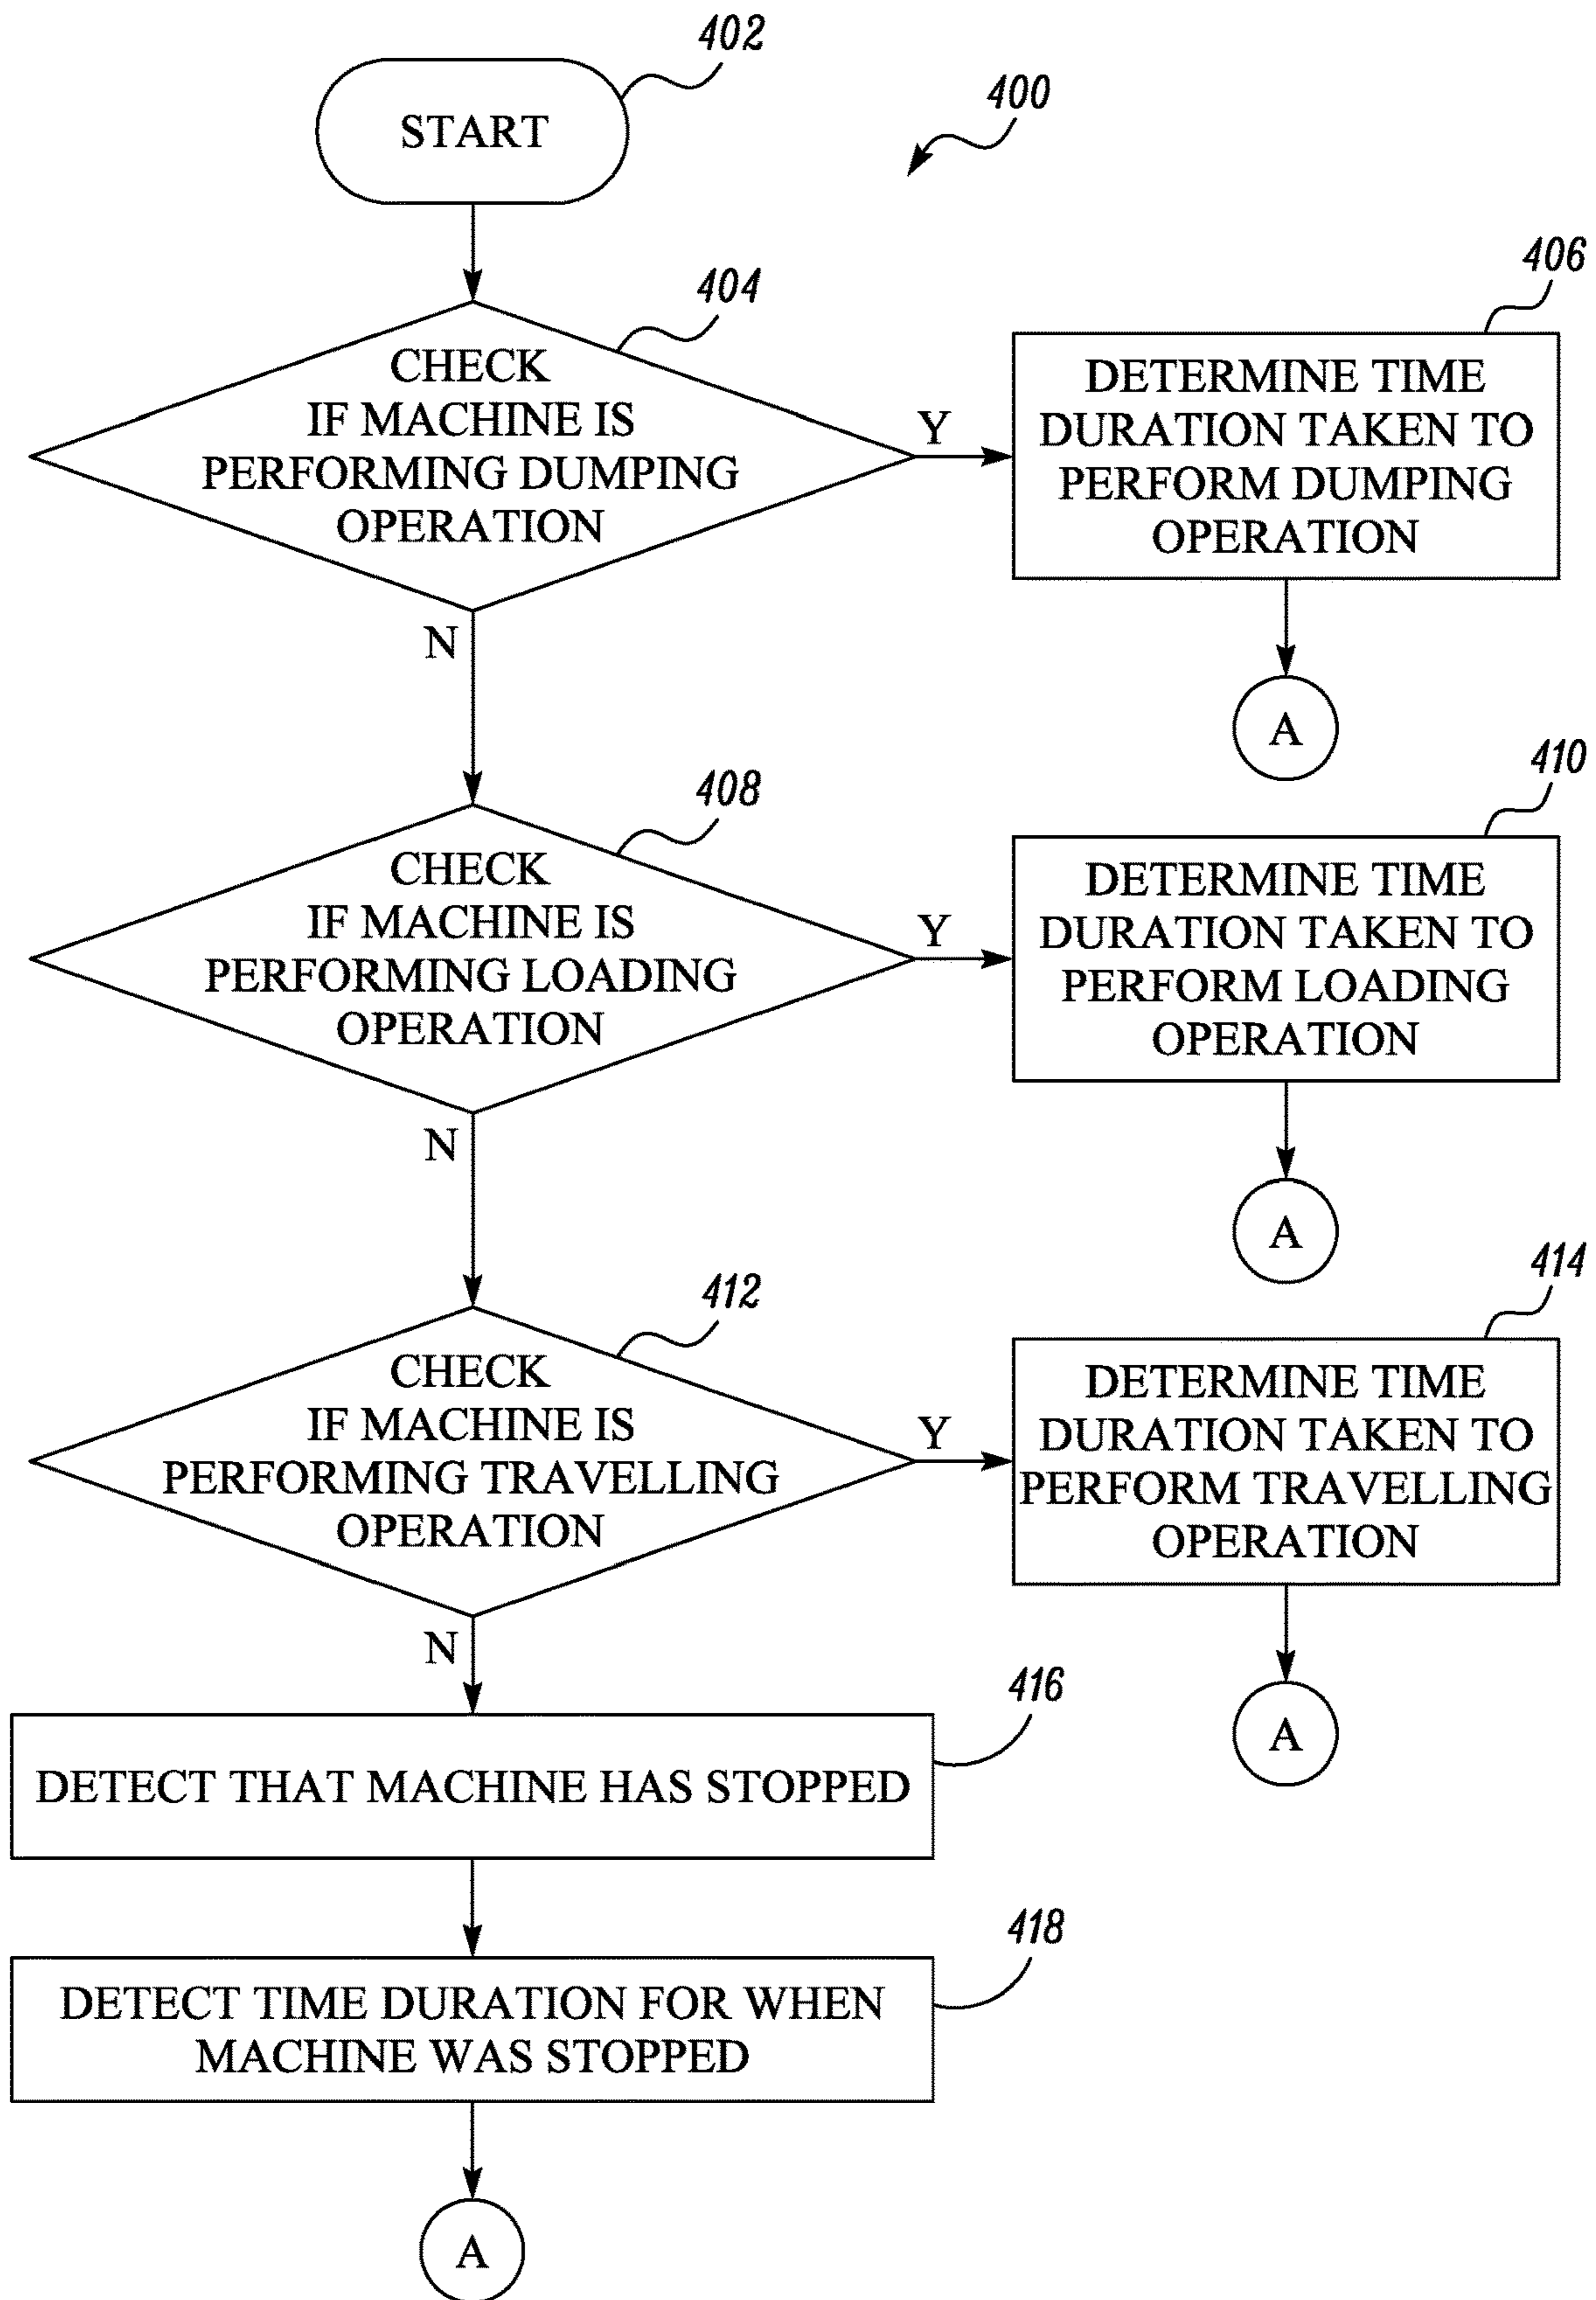 402
START
400
404
CHECK
IF MACHINE IS
PERFORMING DUMPING
OPERATION
Y
N
406
DETERMINE TIME
DURATION TAKEN TO
PERFORM DUMPING
OPERATION
A
408
CHECK
IF MACHINE IS
PERFORMING LOADING
OPERATION
Y
N
410
DETERMINE TIME
DURATION TAKEN TO
PERFORM LOADING
OPERATION
A
412
CHECK
IF MACHINE IS
PERFORMING TRAVELLING
OPERATION
Y
N
414
DETERMINE TIME
DURATION TAKEN TO
PERFORM TRAVELLING
OPERATION
A
416
DETECT THAT MACHINE HAS STOPPED
418
DETECT TIME DURATION FOR WHEN
MACHINE WAS STOPPED
A